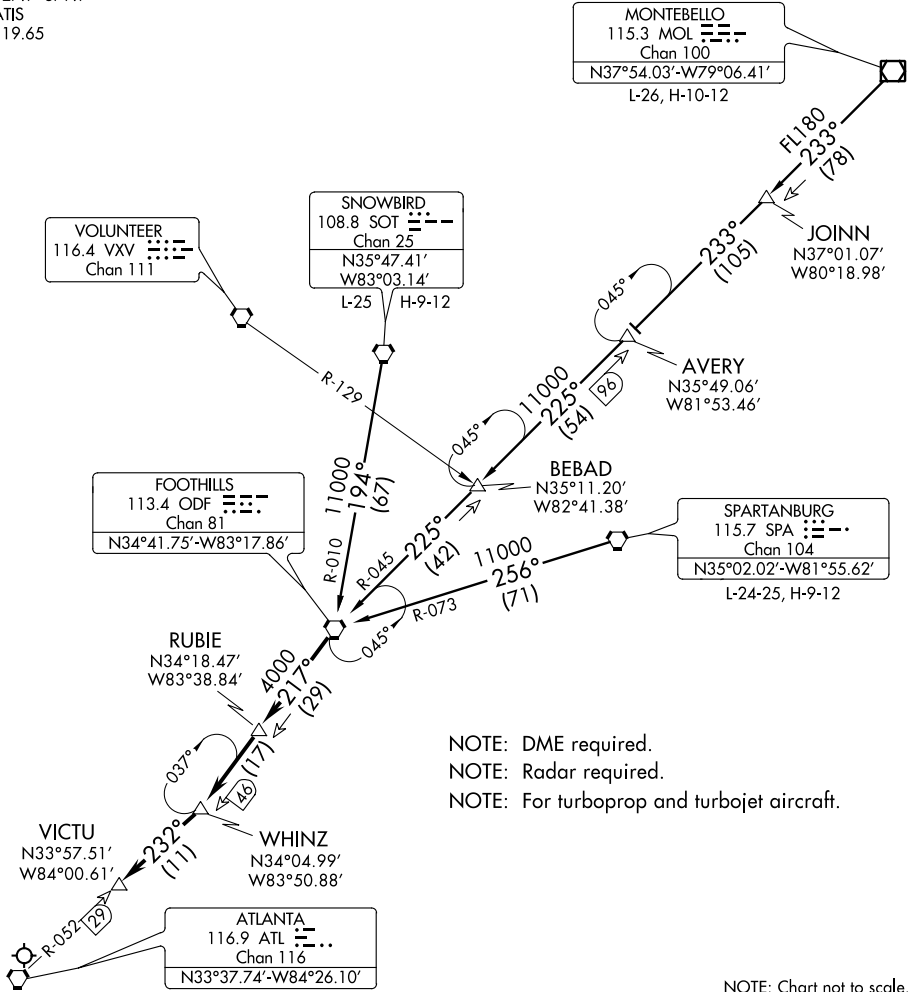 ATIS
19.65
MONTEBELLO
115.3 MOL
Chan 100
N37°54.03'-W79°06.41'
L-26, H-10-12
FL180
233°
(78)
JOINN
N37°01.07'
W80°18.98'
233°
(105)
SNOWBIRD
108.8 SOT
Chan 25
N35°47.41'
W83°03.14'
L-25 H-9-12
VOLUNTEER
116.4 VXV
Chan 111
R-129
045°
AVERY
N35°49.06'
W81°53.46'
96
11000
225°
(54)
045°
BEBAD
N35°11.20'
W82°41.38'
11000
194°
(67)
R-010
FOOTHILLS
113.4 ODF
Chan 81
N34°41.75'-W83°17.86'
R-045
225°
(42)
SPARTANBURG
115.7 SPA
Chan 104
N35°02.02'-W81°55.62'
L-24-25, H-9-12
11000
256°
(71)
R-073
045°
RUBIE
N34°18.47'
W83°38.84'
4000
217°
(29)
(17)
037°
46
NOTE: DME required.
NOTE: Radar required.
NOTE: For turboprop and turbojet aircraft.
VICTU
N33°57.51'
W84°00.61'
232°
(11)
WHINZ
N34°04.99'
W83°50.88'
R-052
29
ATLANTA
116.9 ATL
Chan 116
N33°37.74'-W84°26.10'
NOTE: Chart not to scale.